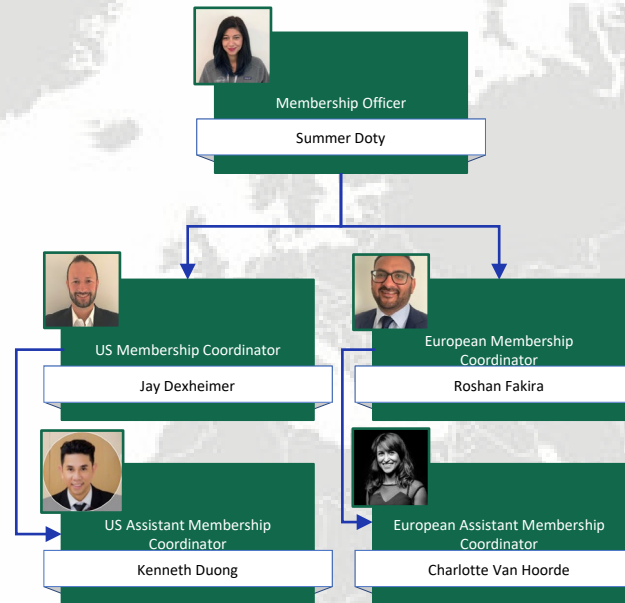 Membership Officer
Summer Doty
US Membership Coordinator
Jay Dexheimer
European Membership
Coordinator
Roshan Fakira
US Assistant Membership
Coordinator
Kenneth Duong
European Assistant Membership
Coordinator
Charlotte Van Hoorde